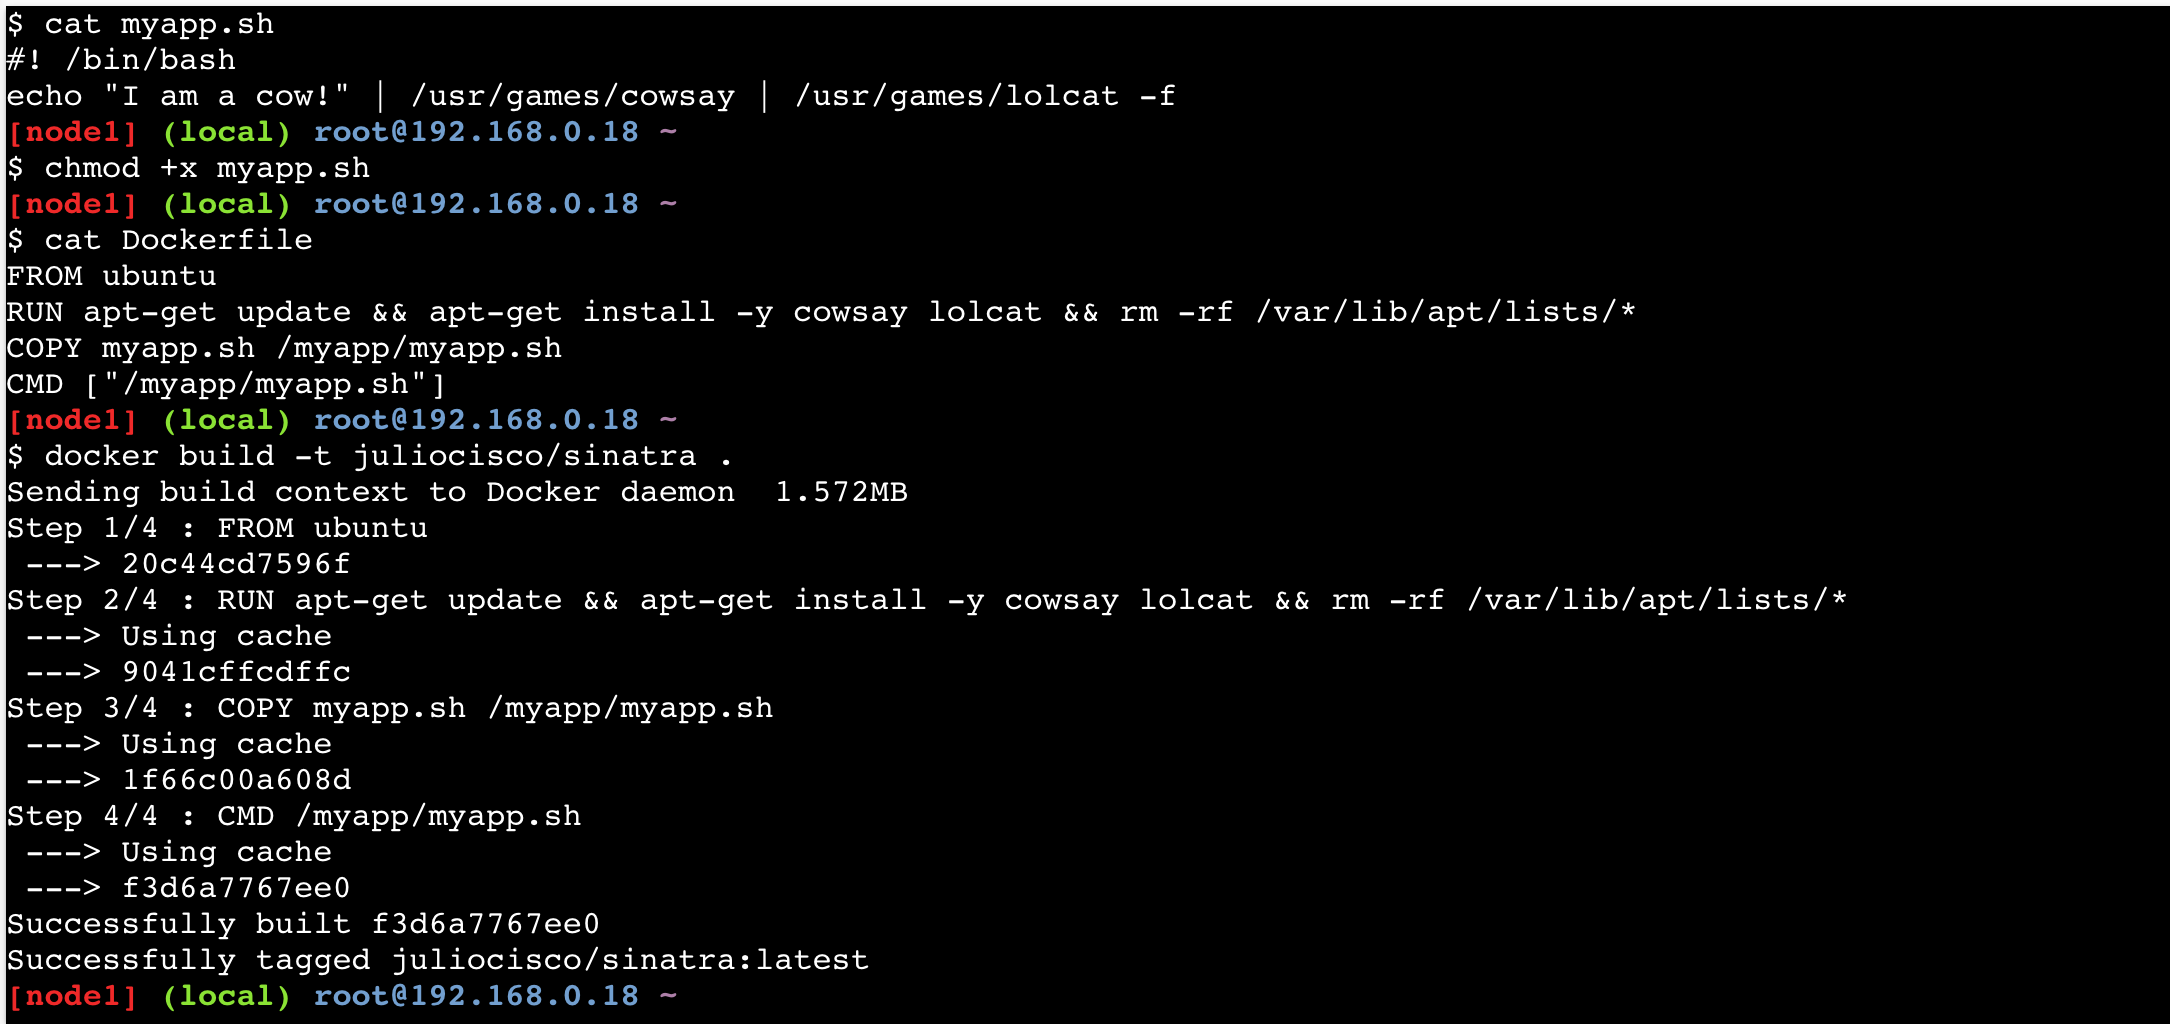 $ cat myapp.sh
#! /bin/bash
echo "I am a cow!" | /usr/games/cowsay | /usr/games/lolcat -f
[node1] (local) root@192.168.0.18 ~
$ chmod +x myapp.sh
[node1] (local) root@192.168.0.18 ~
$ cat Dockerfile
FROM ubuntu
RUN apt-get update && apt-get install -y cowsay lolcat && rm -rf /var/lib/apt/lists/*
COPY myapp.sh /myapp/myapp.sh
CMD ["/myapp/myapp.sh"]
[node1] (local) root@192.168.0.18 ~
$ docker build -t juliocisco/sinatra .
Sending build context to Docker daemon  1.572MB
Step 1/4 : FROM ubuntu
 ---> 20c44cd7596f
Step 2/4 : RUN apt-get update && apt-get install -y cowsay lolcat && rm -rf /var/lib/apt/lists/*
 ---> Using cache
 ---> 9041cffcdffc
Step 3/4 : COPY myapp.sh /myapp/myapp.sh
 ---> Using cache
 ---> 1f66c00a608d
Step 4/4 : CMD /myapp/myapp.sh
 ---> Using cache
 ---> f3d6a7767ee0
Successfully built f3d6a7767ee0
Successfully tagged juliocisco/sinatra:latest
[node1] (local) root@192.168.0.18 ~